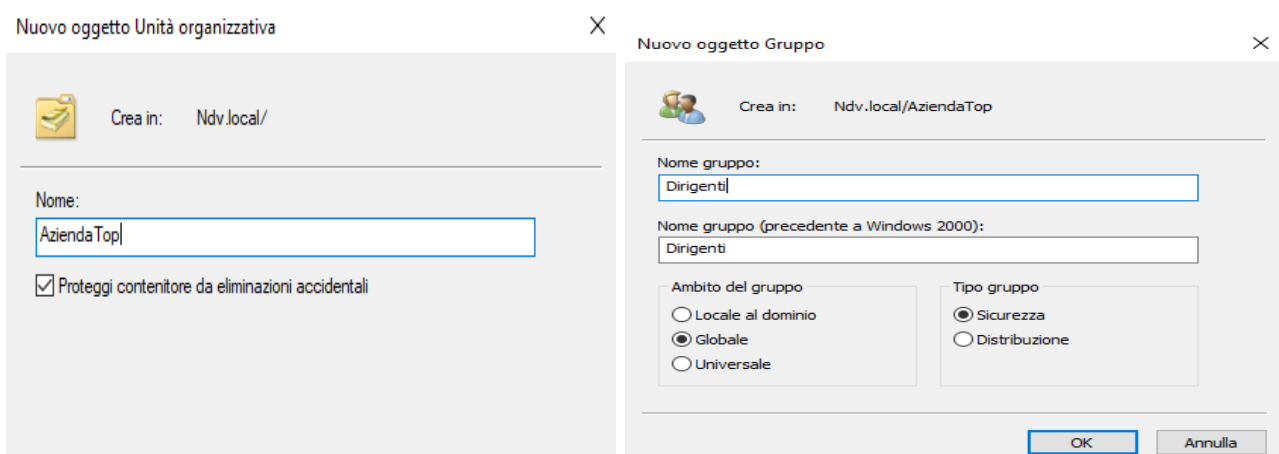 Nuovo oggetto Unità organizzativa
Crea in: Ndv.local/
Nome:
AziendaTop
Proteggi contenitore da eliminazioni accidentali
Nuovo oggetto Gruppo
Crea in: Ndv.local/AziendaTop
Nome gruppo:
Dirigenti
Nome gruppo (precedente a Windows 2000):
Dirigenti
Ambito del gruppo
Locale al dominio
Globale
Universale
Tipo gruppo
Sicurezza
Distribuzione
OK Annulla